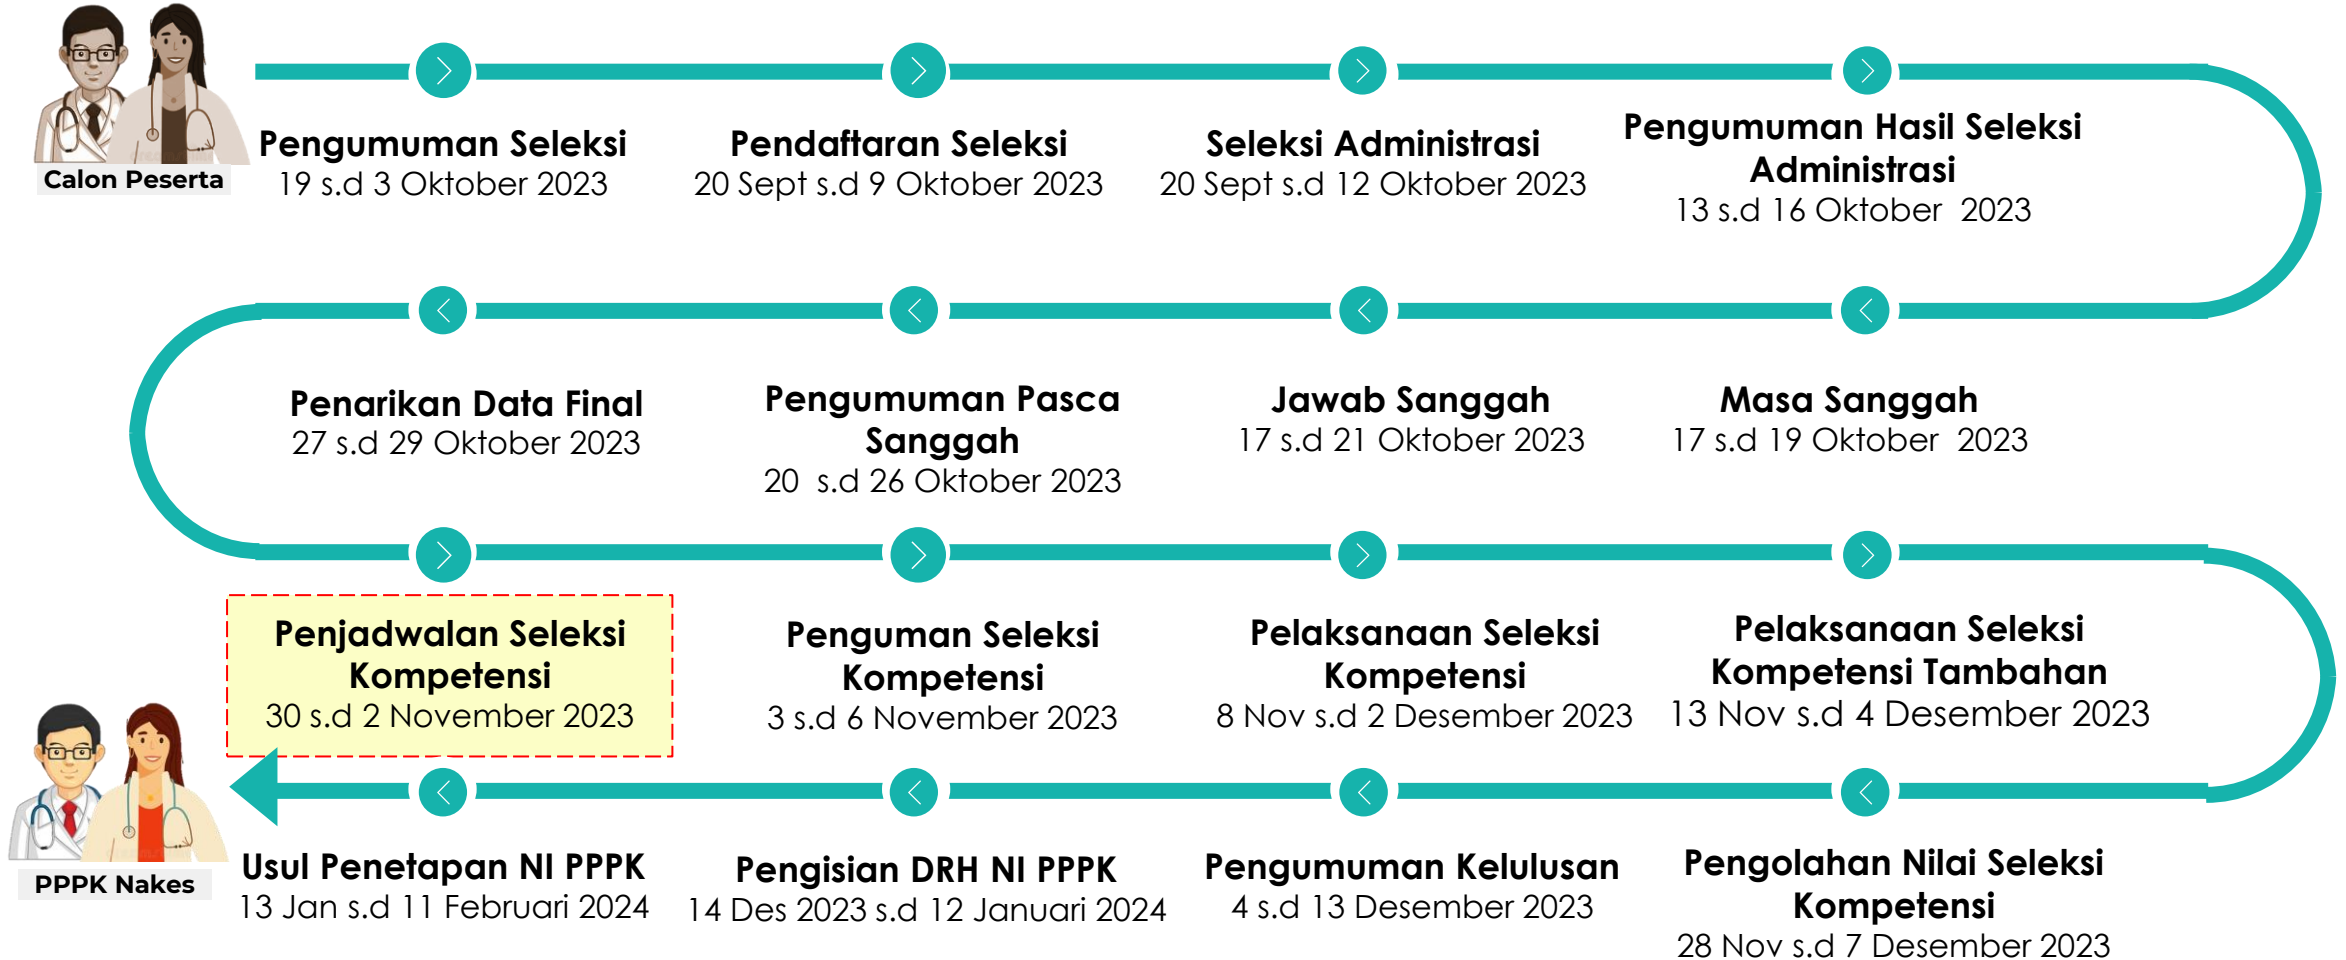 Calon Peserta
Pengumuman Seleksi
19 s.d 3 Oktober 2023
Pendaftaran Seleksi
20 Sept s.d 9 Oktober 2023
Seleksi Administrasi
20 Sept s.d 12 Oktober 2023
Pengumuman Hasil Seleksi
Administrasi
13 s.d 16 Oktober 2023
Masa Sanggah
17 s.d 19 Oktober 2023
Jawab Sanggah
17 s.d 21 Oktober 2023
Pengumuman Pasca
Sanggah
20 s.d 26 Oktober 2023
Penarikan Data Final
27 s.d 29 Oktober 2023
Penjadwalan Seleksi
Kompetensi
30 s.d 2 November 2023
Penguman Seleksi
Kompetensi
3 s.d 6 November 2023
Pelaksanaan Seleksi
Kompetensi
8 Nov s.d 2 Desember 2023
Pelaksanaan Seleksi
Kompetensi Tambahan
13 Nov s.d 4 Desember 2023
Pengolahan Nilai Seleksi
Kompetensi
28 Nov s.d 7 Desember 2023
Pengumuman Kelulusan
4 s.d 13 Desember 2023
Pengisian DRH NI PPPK
14 Des 2023 s.d 12 Januari 2024
Usul Penetapan NI PPPK
13 Jan s.d 11 Februari 2024
PPPK Nakes